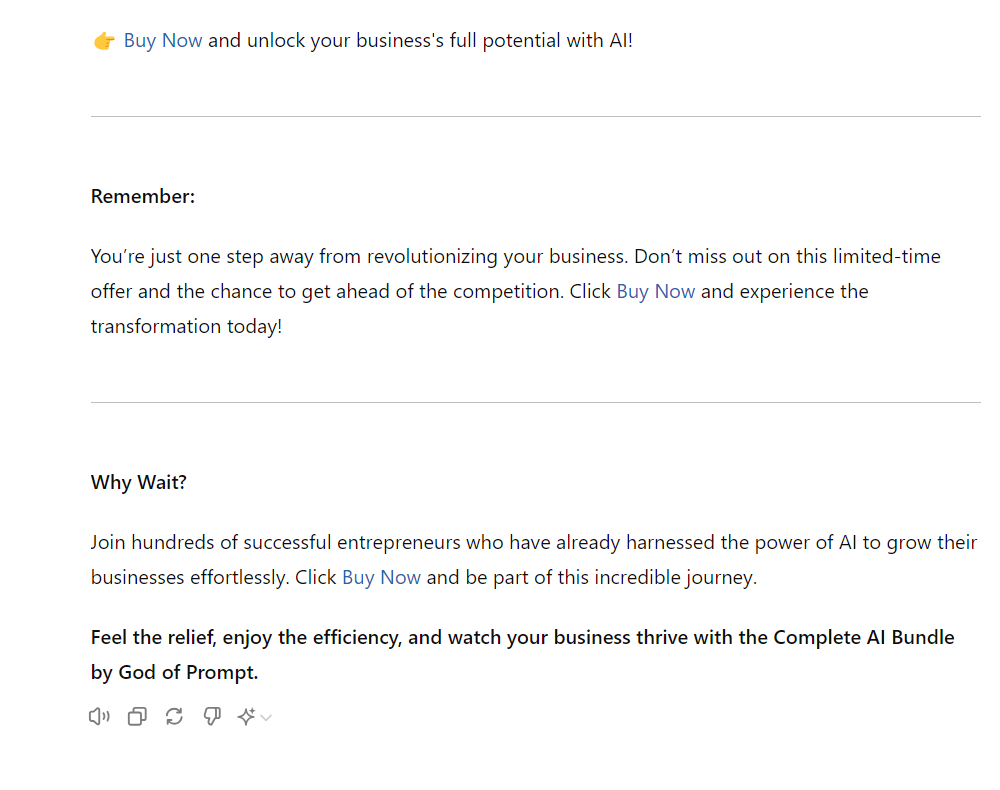 👉 Buy Now and unlock your business's full potential with AI!
Remember:
You’re just one step away from revolutionizing your business. Don’t miss out on this limited-time
offer and the chance to get ahead of the competition. Click Buy Now and experience the
transformation today!
Why Wait?
Join hundreds of successful entrepreneurs who have already harnessed the power of AI to grow their
businesses effortlessly. Click Buy Now and be part of this incredible journey.
Feel the relief, enjoy the efficiency, and watch your business thrive with the Complete AI Bundle
by God of Prompt.